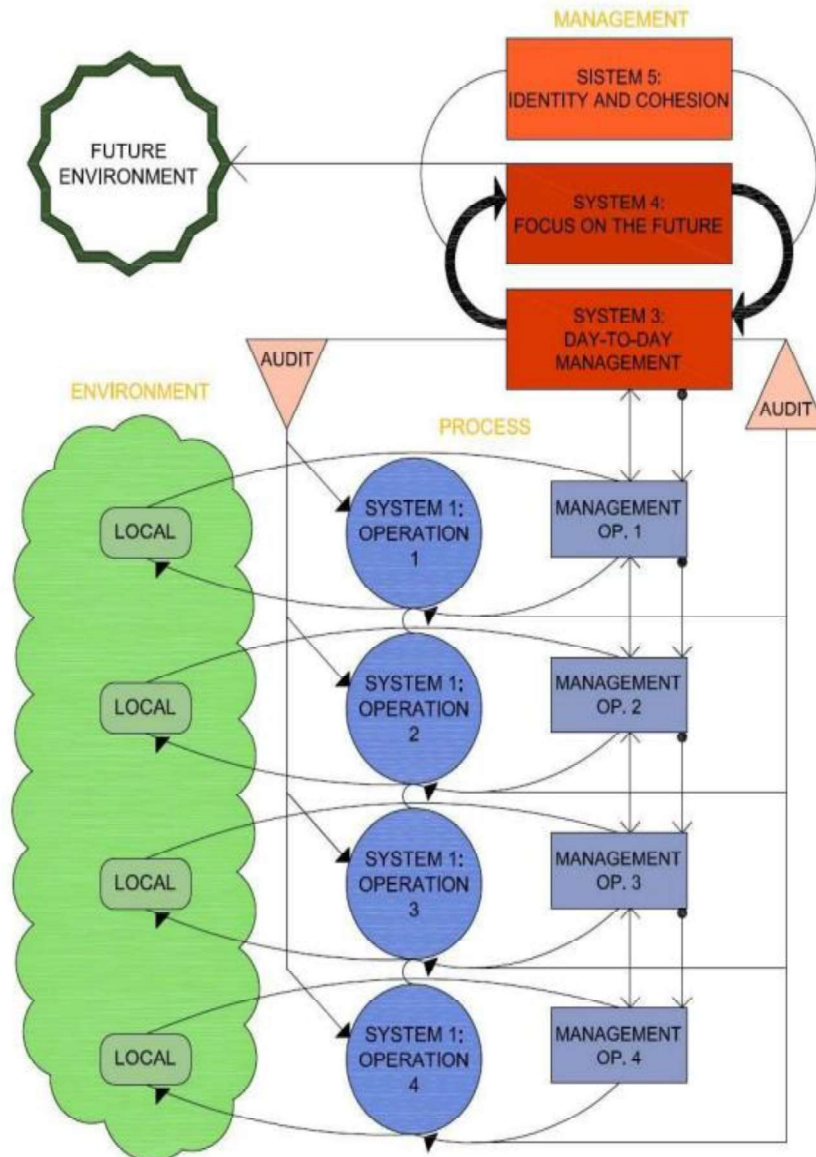 MANAGEMENT
SISTEM 5:
IDENTITY AND COHESION
FUTURE
ENVIRONMENT
SYSTEM 4:
FOCUS ON THE FUTURE
SYSTEM 3:
DAY-TO-DAY
MANAGEMENT
AUDIT
AUDIT
ENVIRONMENT
PROCESS
LOCAL
SYSTEM 1:
OPERATION
1
MANAGEMENT
OP. 1
LOCAL
SYSTEM 1:
OPERATION
2
MANAGEMENT
OP. 2
LOCAL
SYSTEM 1:
OPERATION
3
MANAGEMENT
OP. 3
LOCAL
SYSTEM 1:
OPERATION
4
MANAGEMENT
OP. 4